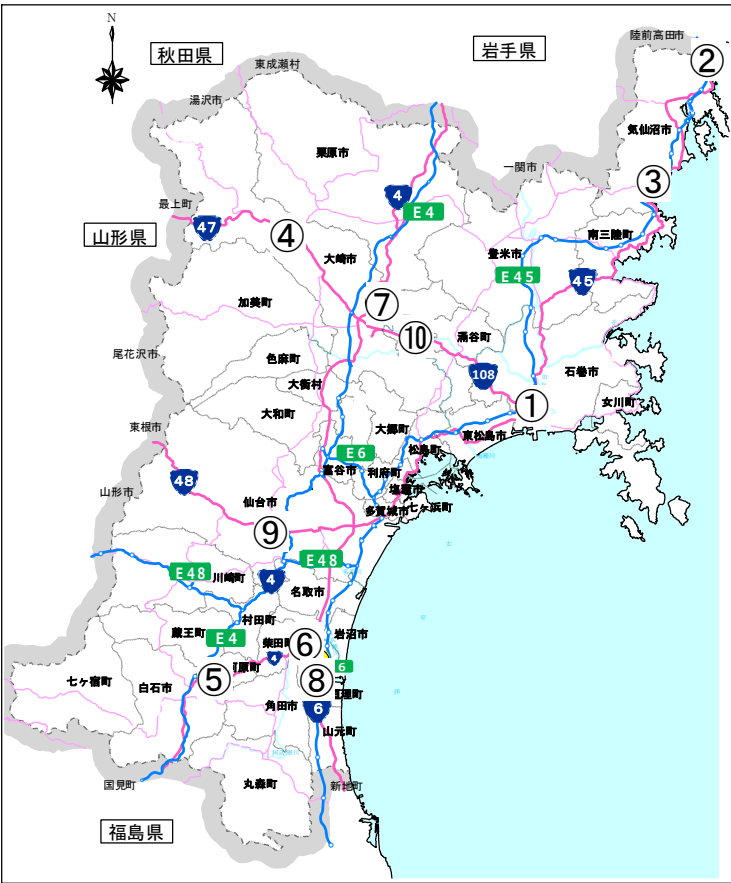 N
秋田県
東成瀬村
岩手県
陸前高田市
②
湯沢市
気仙沼市
栗原市
一関市
③
最上町
4
E4
47
④
山形県
南三陸町
登米市
大崎市
E45
45
加美町
⑦
⑩
涌谷町
尾花沢市
色麻町
108
石巻市
大衡村
①
女川町
大和町
大郷町
東松島市
東根市
松島町
E6
富谷市
利府町
48
塩竈市
山形市
仙台市
多賀城市
七ヶ浜町
⑨
E48
E48
川崎町
4
名取市
村田町
蔵王町
E4
柴田町
⑥
岩沼市
4
6
⑤
河原町
⑧
七ヶ宿町
白石市
亘理町
角田市
6
山元町
国見町
丸森町
新地町
福島県